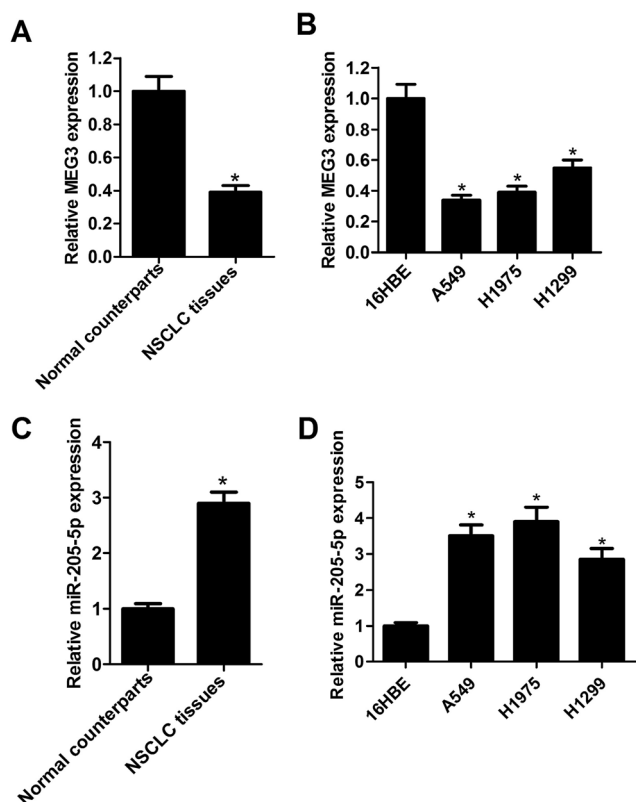 A
Relative MEG3 expression
1.2
1.0
0.8
0.6
0.4
0.2
0.0
*
Normal counterparts
NSCLC tissues
B
Relative MEG3 expression
1.2
1.0
0.8
0.6
0.4
0.2
0.0
*
*
*
16HBE
A549
H1975
H1299
C
Relative miR-205-5p expression
4
3
2
1
0
*
Normal counterparts
NSCLC tissues
D
Relative miR-205-5p expression
5
4
3
2
1
0
*
*
*
16HBE
A549
H1975
H1299